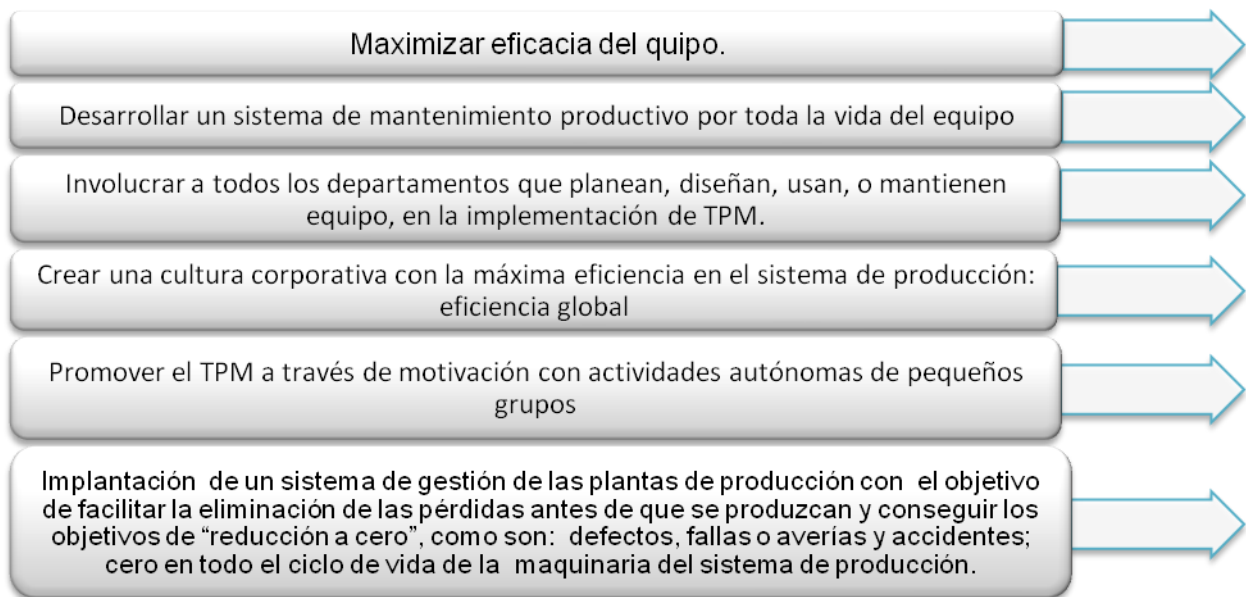 Maximizar eficacia del quipo.
Desarrollar un sistema de mantenimiento productivo por toda la vida del equipo
Involucrar a todos los departamentos que planean, diseñan, usan, o mantienen
equipo, en la implementación de TPM.
Crear una cultura corporativa con la máxima eficiencia en el sistema de producción:
eficiencia global
Promover el TPM a través de motivación con actividades autónomas de pequeños
grupos
Implantación de un sistema de gestión de las plantas de producción con el objetivo
de facilitar la eliminación de las pérdidas antes de que se produzcan y conseguir los
objetivos de “reducción a cero”, como son: defectos, fallas o averías y accidentes;
cero en todo el ciclo de vida de la maquinaria del sistema de producción.